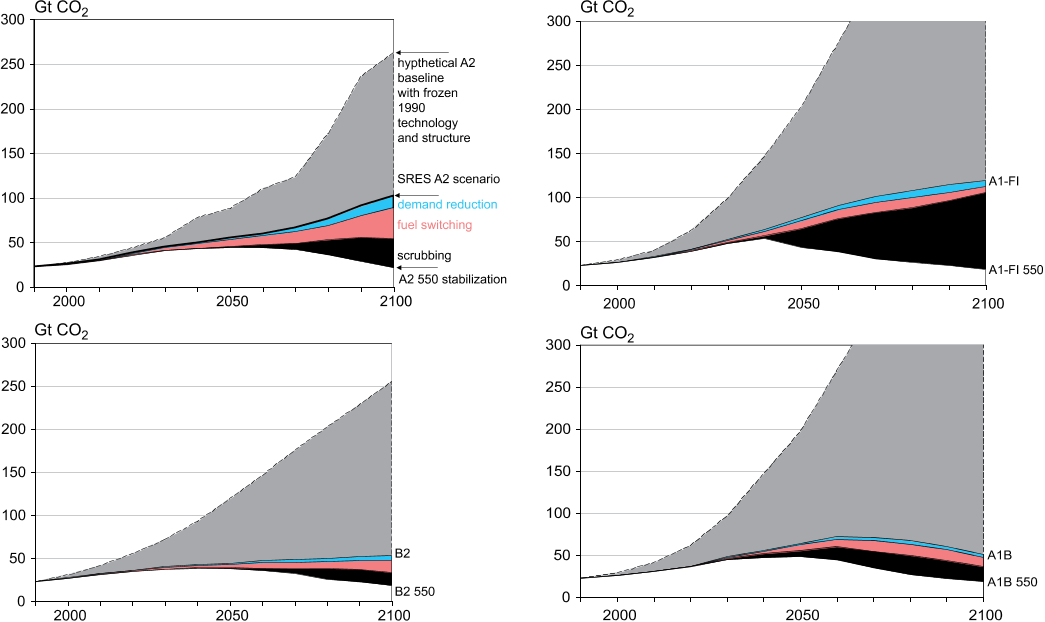 Gt CO2
300
250
200
150
100
50
0
2000
2050
2100
hypthetical A2
baseline
with frozen
1990
technology
and structure
SRES A2 scenario
demand reduction
fuel switching
scrubbing
A2 550 stabilization
Gt CO2
300
250
200
150
100
50
0
2000
2050
2100
A1-FI
A1-FI 550
Gt CO2
300
250
200
150
100
50
0
2000
2050
2100
B2
B2 550
Gt CO2
300
250
200
150
100
50
0
2000
2050
2100
A1B
A1B 550